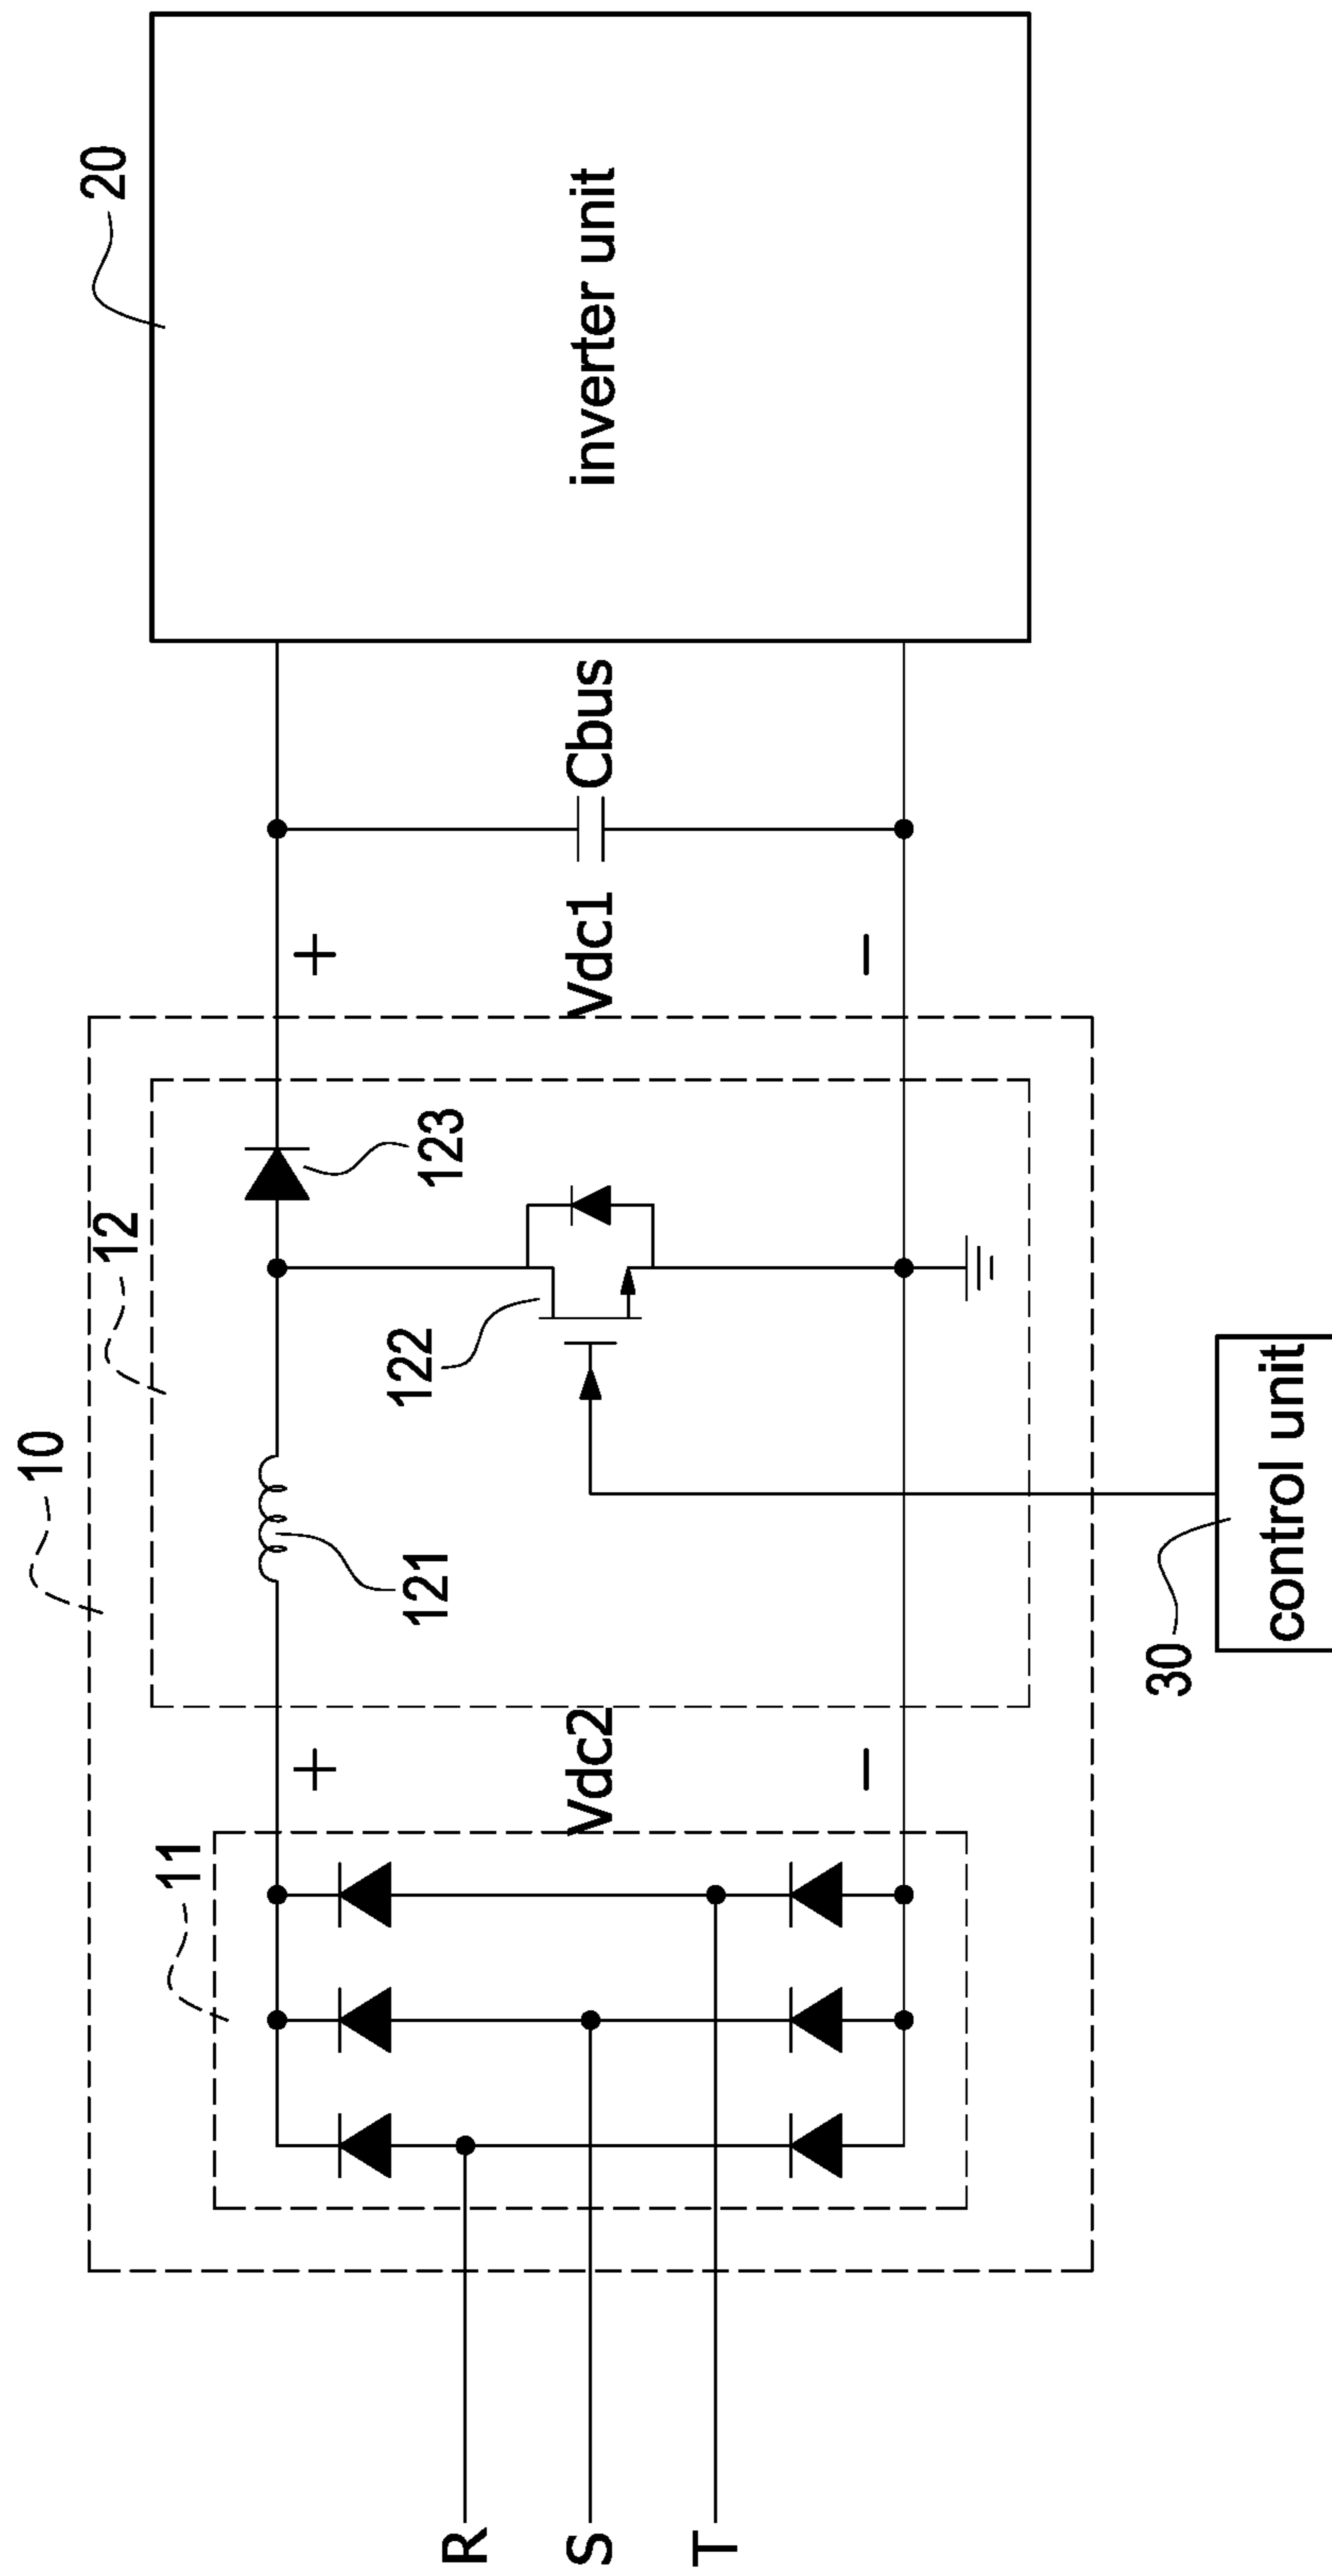 10
12
20
11
+
+
123
R
S
T
Vdc2
121
122
Vdc1
Cbus
inverter unit
−
−
30
control unit